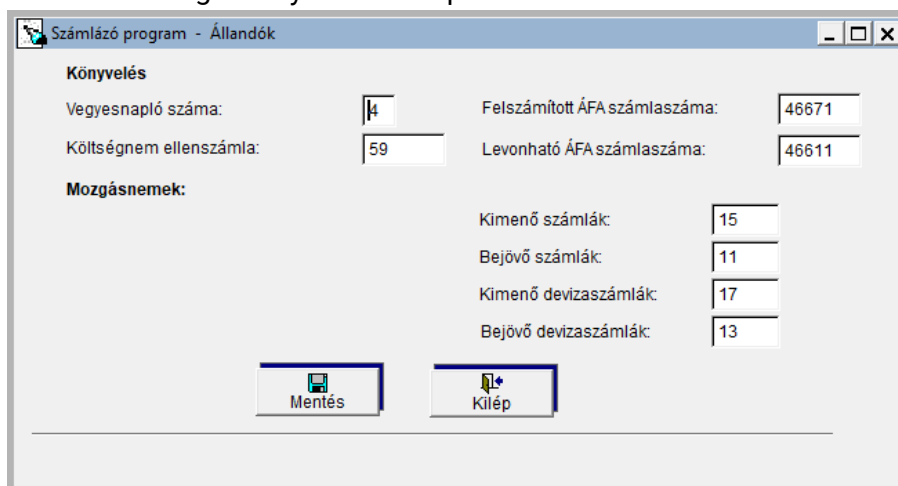 Számlázó program - Állandók
Könyvelés
Vegyesnapló száma: 4 Felszámított ÁFA számlaszáma: 46671
Költségnem ellenszámla: 59 Levonható ÁFA számlaszáma: 46611
Mozgásnemek:
Kimenő számlák: 15
Bejövő számlák: 11
Kimenő devizaszámlák: 17
Bejövő devizaszámlák: 13
Mentés Kilép